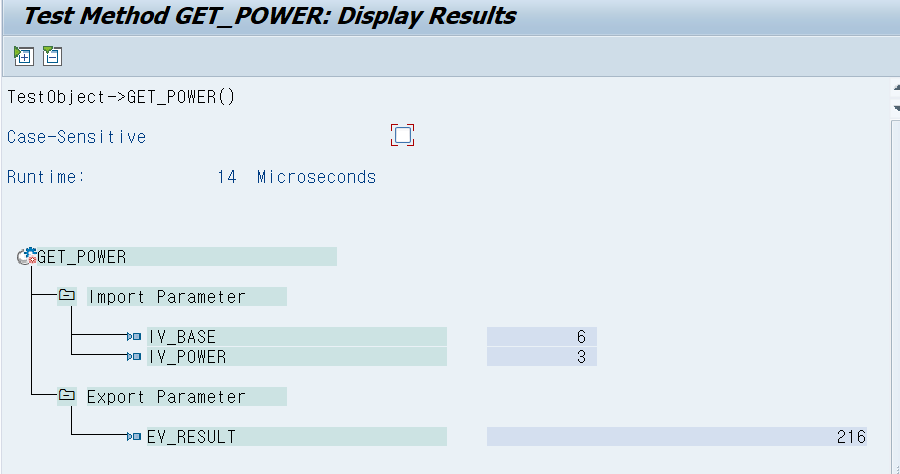 Test Method GET_POWER: Display Results
TestObject->GET_POWER()
Case-Sensitive
Runtime: 14 Microseconds
GET_POWER
Import Parameter
IV_BASE 6
IV_POWER 3
Export Parameter
EV_RESULT 216